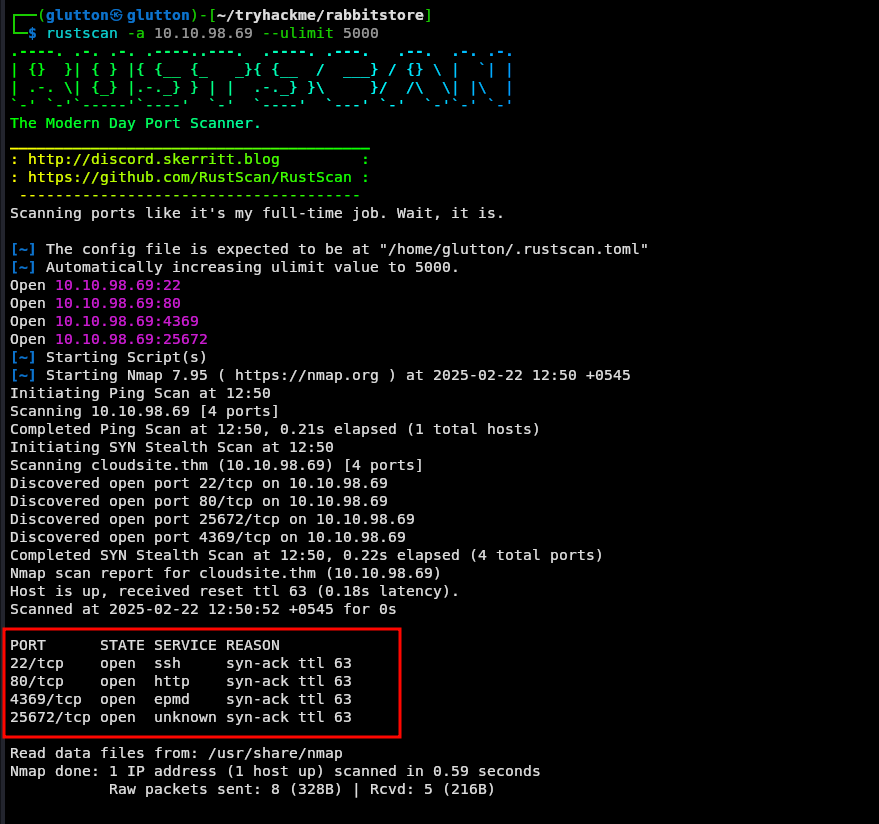 ┌──(glutton㉿glutton)-[~/tryhackme/rabbitstore]
└─$ rustscan -a 10.10.98.69 --ulimit 5000
.----. .-. .-. .----..---.  .----. .---.   .--.  .-. .-.
| {}  }| { } |{ {__ {_   _}{ {__  /  ___} / {} \ |  `| |
| .-. \| {_} |.-._} } | |  .-._} }\     }/  /\  \| |\  |
`-' `-'`-----'`----'  `-'  `----'  `---' `-'  `-'`-' `-'
The Modern Day Port Scanner.
________________________________________
: http://discord.skerritt.blog         :
: https://github.com/RustScan/RustScan :
 --------------------------------------
Scanning ports like it's my full-time job. Wait, it is.
[~] The config file is expected to be at "/home/glutton/.rustscan.toml"
[~] Automatically increasing ulimit value to 5000.
Open 10.10.98.69:22
Open 10.10.98.69:80
Open 10.10.98.69:4369
Open 10.10.98.69:25672
[~] Starting Script(s)
[~] Starting Nmap 7.95 ( https://nmap.org ) at 2025-02-22 12:50 +0545
Initiating Ping Scan at 12:50
Scanning 10.10.98.69 [4 ports]
Completed Ping Scan at 12:50, 0.21s elapsed (1 total hosts)
Initiating SYN Stealth Scan at 12:50
Scanning cloudsite.thm (10.10.98.69) [4 ports]
Discovered open port 22/tcp on 10.10.98.69
Discovered open port 80/tcp on 10.10.98.69
Discovered open port 25672/tcp on 10.10.98.69
Discovered open port 4369/tcp on 10.10.98.69
Completed SYN Stealth Scan at 12:50, 0.22s elapsed (4 total ports)
Nmap scan report for cloudsite.thm (10.10.98.69)
Host is up, received reset ttl 63 (0.18s latency).
Scanned at 2025-02-22 12:50:52 +0545 for 0s
PORT      STATE SERVICE REASON
22/tcp    open  ssh     syn-ack ttl 63
80/tcp    open  http    syn-ack ttl 63
4369/tcp  open  epmd    syn-ack ttl 63
25672/tcp open  unknown syn-ack ttl 63
Read data files from: /usr/share/nmap
Nmap done: 1 IP address (1 host up) scanned in 0.59 seconds
           Raw packets sent: 8 (328B) | Rcvd: 5 (216B)